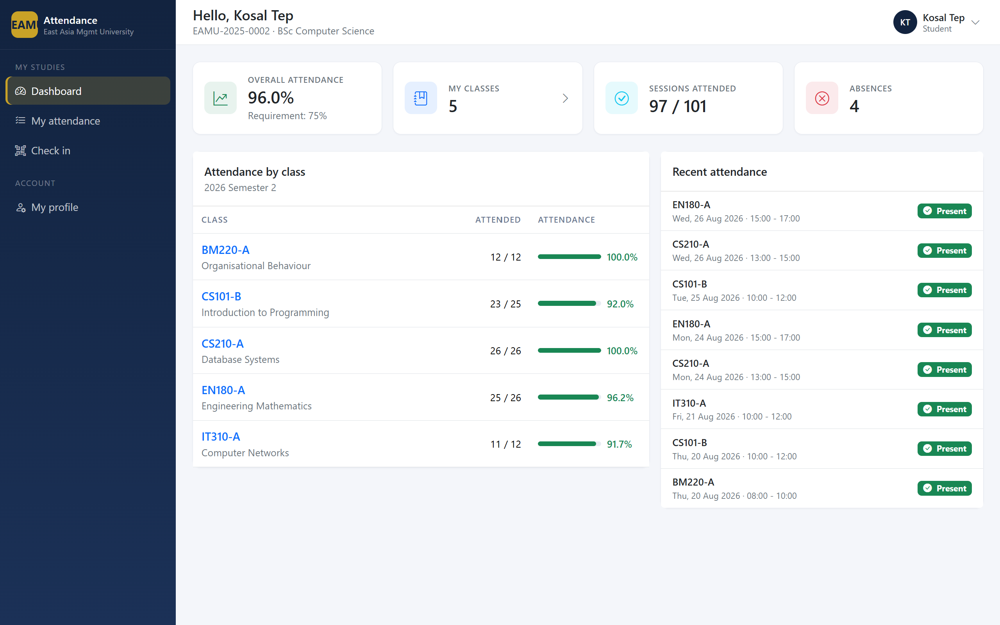 EAMU
Attendance
East Asia Mgmt University
MY STUDIES
Dashboard
My attendance
Check in
ACCOUNT
My profile
Hello, Kosal Tep
EAMU-2025-0002 · BSc Computer Science
KT
Kosal Tep
Student
OVERALL ATTENDANCE
96.0%
Requirement: 75%
MY CLASSES
5
SESSIONS ATTENDED
97 / 101
ABSENCES
4
Attendance by class
2026 Semester 2
CLASS ATTENDED ATTENDANCE
BM220-A
Organisational Behaviour
12 / 12 100.0%
CS101-B
Introduction to Programming
23 / 25 92.0%
CS210-A
Database Systems
26 / 26 100.0%
EN180-A
Engineering Mathematics
25 / 26 96.2%
IT310-A
Computer Networks
11 / 12 91.7%
Recent attendance
EN180-A
Wed, 26 Aug 2026 · 15:00 - 17:00
Present
CS210-A
Wed, 26 Aug 2026 · 13:00 - 15:00
Present
CS101-B
Tue, 25 Aug 2026 · 10:00 - 12:00
Present
EN180-A
Mon, 24 Aug 2026 · 15:00 - 17:00
Present
CS210-A
Mon, 24 Aug 2026 · 13:00 - 15:00
Present
IT310-A
Fri, 21 Aug 2026 · 10:00 - 12:00
Present
CS101-B
Thu, 20 Aug 2026 · 10:00 - 12:00
Present
BM220-A
Thu, 20 Aug 2026 · 08:00 - 10:00
Present